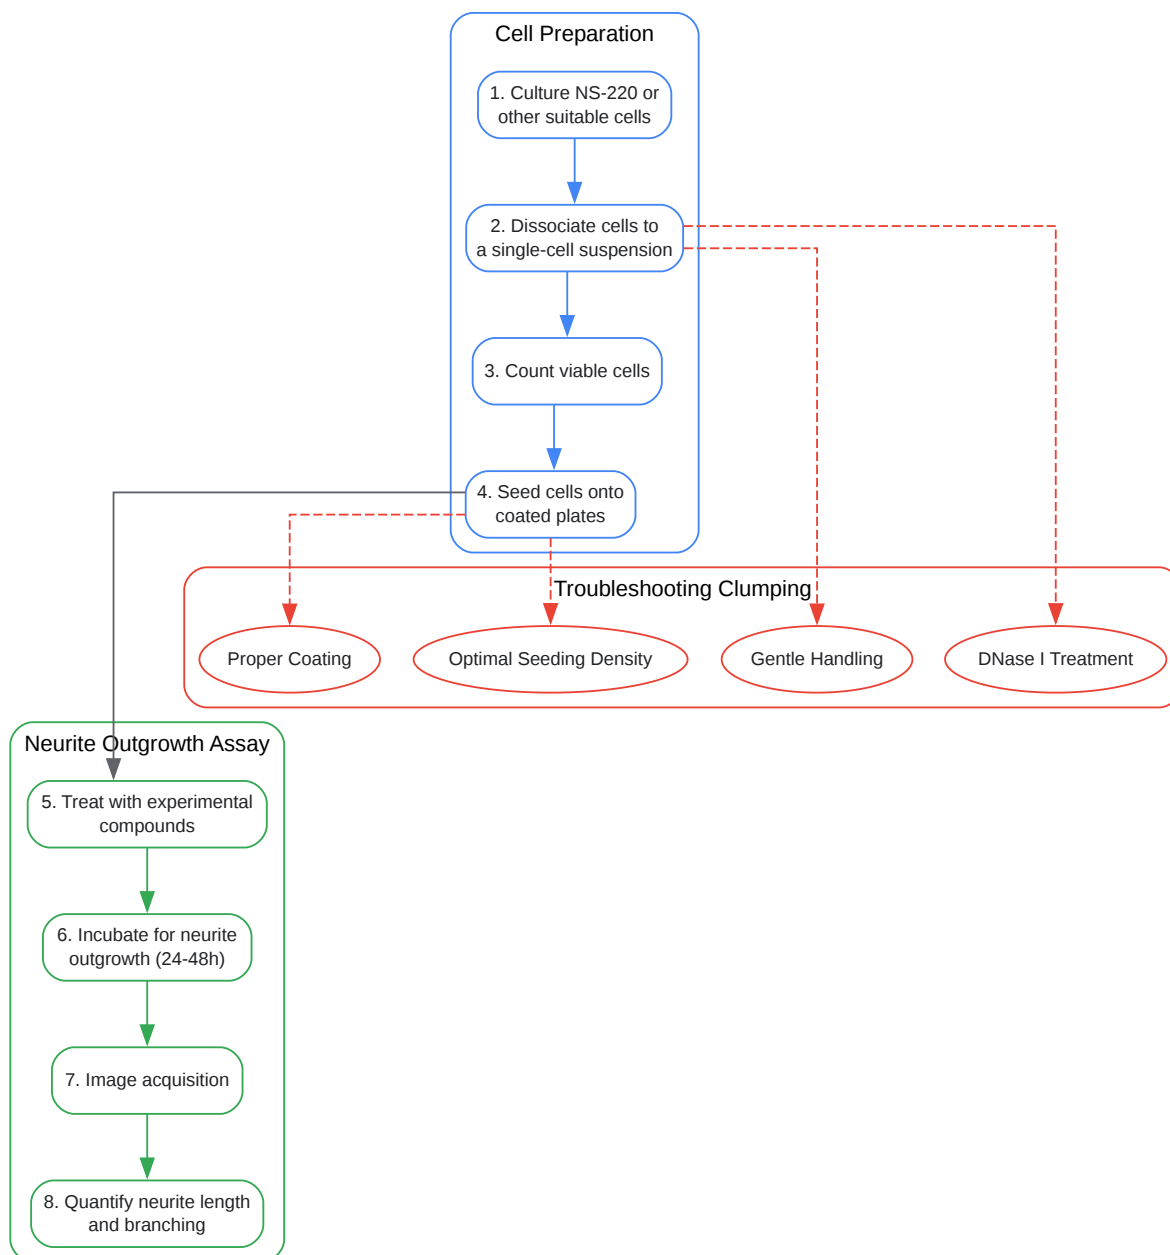 Cell Preparation
1. Culture NS-220 or
other suitable cells
2. Dissociate cells to
a single-cell suspension
3. Count viable cells
4. Seed cells onto
coated plates
Troubleshooting Clumping
Proper Coating
Optimal Seeding Density
Gentle Handling
DNase I Treatment
Neurite Outgrowth Assay
5. Treat with experimental
compounds
6. Incubate for neurite
outgrowth (24-48h)
7. Image acquisition
8. Quantify neurite length
and branching